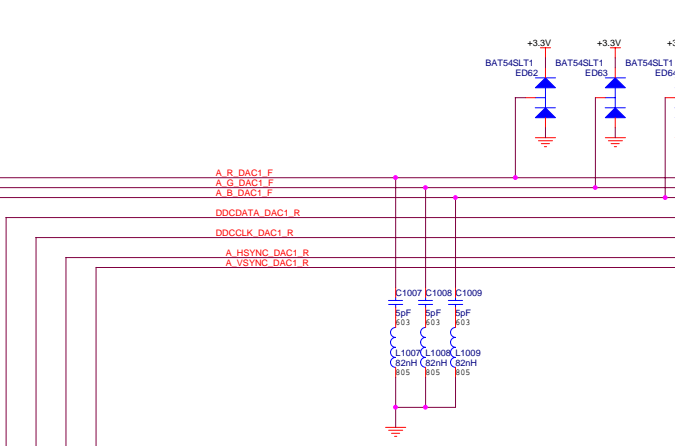 +3.3V +3.3V
BAT54SLT1 BAT54SLT1 BAT54SLT1
ED62 ED63
A_R_DAC1_F
A_G_DAC1_F
A_B_DAC1_F
DDCDATA_DAC1_R
DDCCLK_DAC1_R
A_HSYNC_DAC1_R
A_VSYNC_DAC1_R
C1007 C1008 C1009
5pF 5pF 5pF
603 603 603
L1007 L1008 L1009
82nH 82nH 82nH
805 805 805